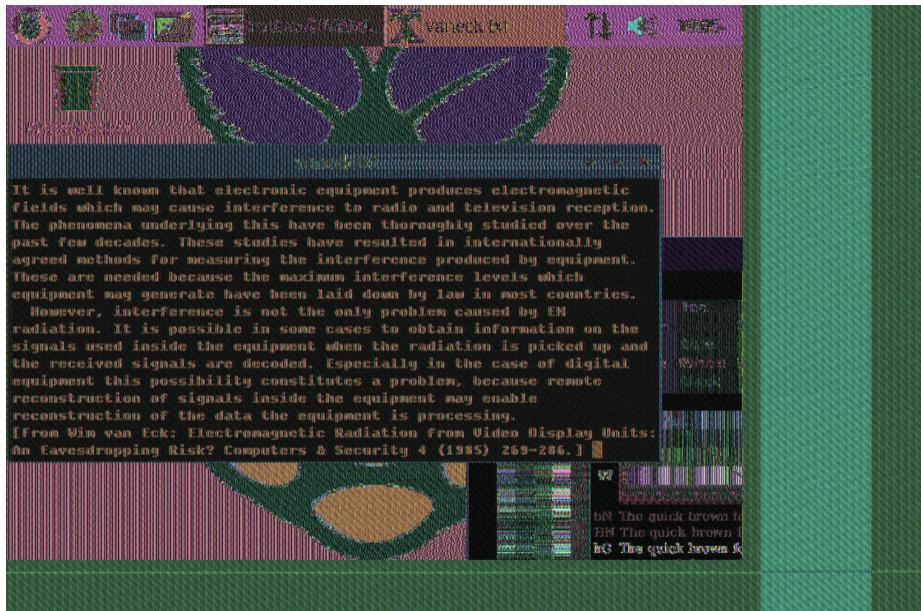 vaneck.txt
It is well known that electronic equipment produces electromagnetic
fields which may cause interference to radio and television reception.
The phenomena underlying this have been thoroughly studied over the
past few decades. These studies have resulted in internationally
agreed methods for measuring the interference produced by equipment.
These are needed because the maximum interference levels which
equipment may generate have been laid down by law in most countries.
However, interference is not the only problem caused by EM
radiation. It is possible in some cases to obtain information on the
signals used inside the equipment when the radiation is picked up and
the received signals are decoded. Especially in the case of digital
equipment this possibility constitutes a problem, because remote
reconstruction of signals inside the equipment may enable
reconstruction of the data the equipment is processing.
[From Wim van Eck: Electromagnetic Radiation from Video Display Units:
An Eavesdropping Risk? Computers & Security 4 (1985) 269-286.]
The quick brown
The quick brown
The quick brown